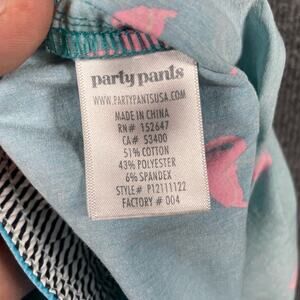 party pants
WWW.PARTYPANTSUSA.COM
MADE IN CHINA
RN# 152647
CA# 53400
51% COTTON
43% POLYESTER
6% SPANDEX
STYLE# P12111122
FACTORY # 004